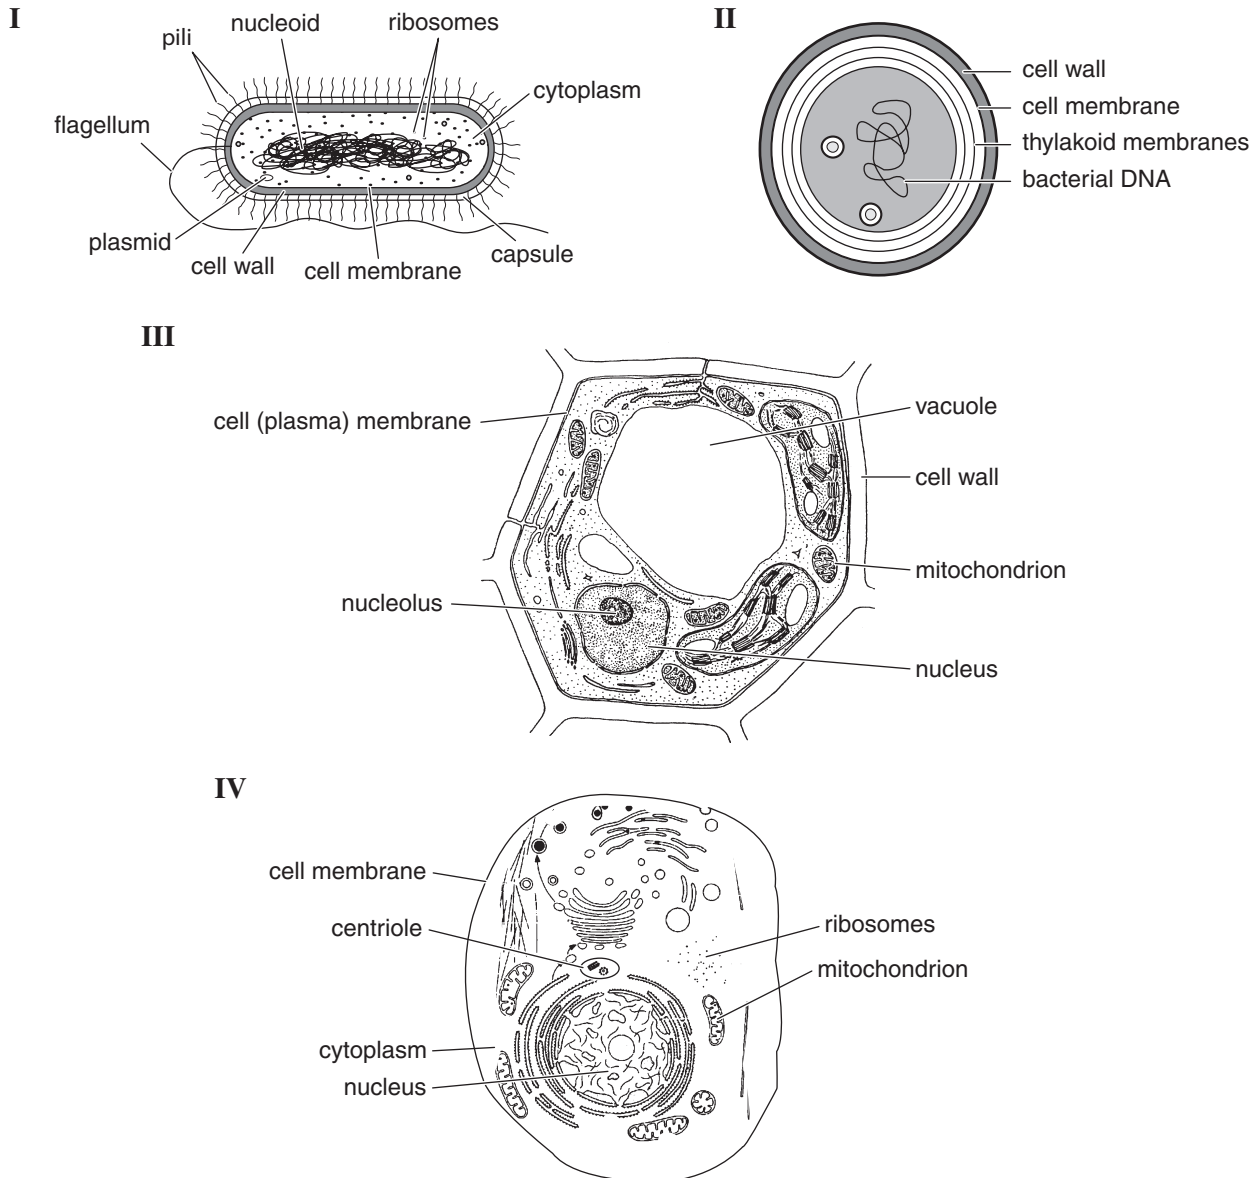 I
pili
nucleoid
ribosomes
cytoplasm
flagellum
plasmid
cell wall
cell membrane
capsule
II
cell wall
cell membrane
thylakoid membranes
bacterial DNA
III
cell (plasma) membrane
vacuole
cell wall
mitochondrion
nucleolus
nucleus
IV
cell membrane
centriole
ribosomes
mitochondrion
cytoplasm
nucleus